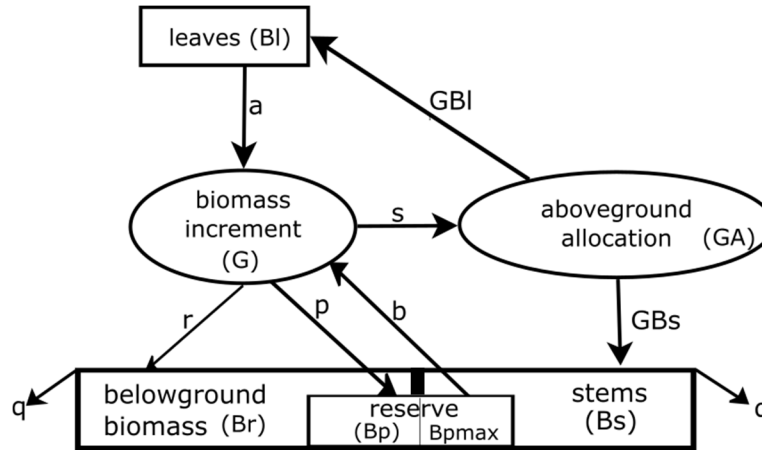 leaves (Bl)
a
GBl
biomass
increment
(G)
s
aboveground
allocation (GA)
r
p
b
GBs
q
belowground
biomass (Br)
reserve
(Bp) Bpmax
stems
(Bs)